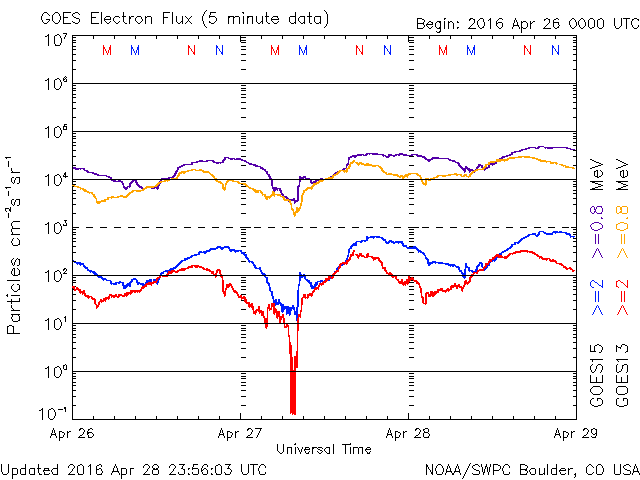 GOES Electron Flux (5 minute data)
Begin: 2016 Apr 26 0000 UTC
M M N N M M N N M M N N
10^7
10^6
10^5
10^4
10^3
10^2
10^1
10^0
10^-1
Particles cm^-2 s^-1 sr^-1
GOES15 >=2 >=0.8 MeV
GOES13 >=2 >=0.8 MeV
Apr 26 Apr 27 Apr 28 Apr 29
Universal Time
Updated 2016 Apr 28 23:56:03 UTC
NOAA/SWPC Boulder, CO USA